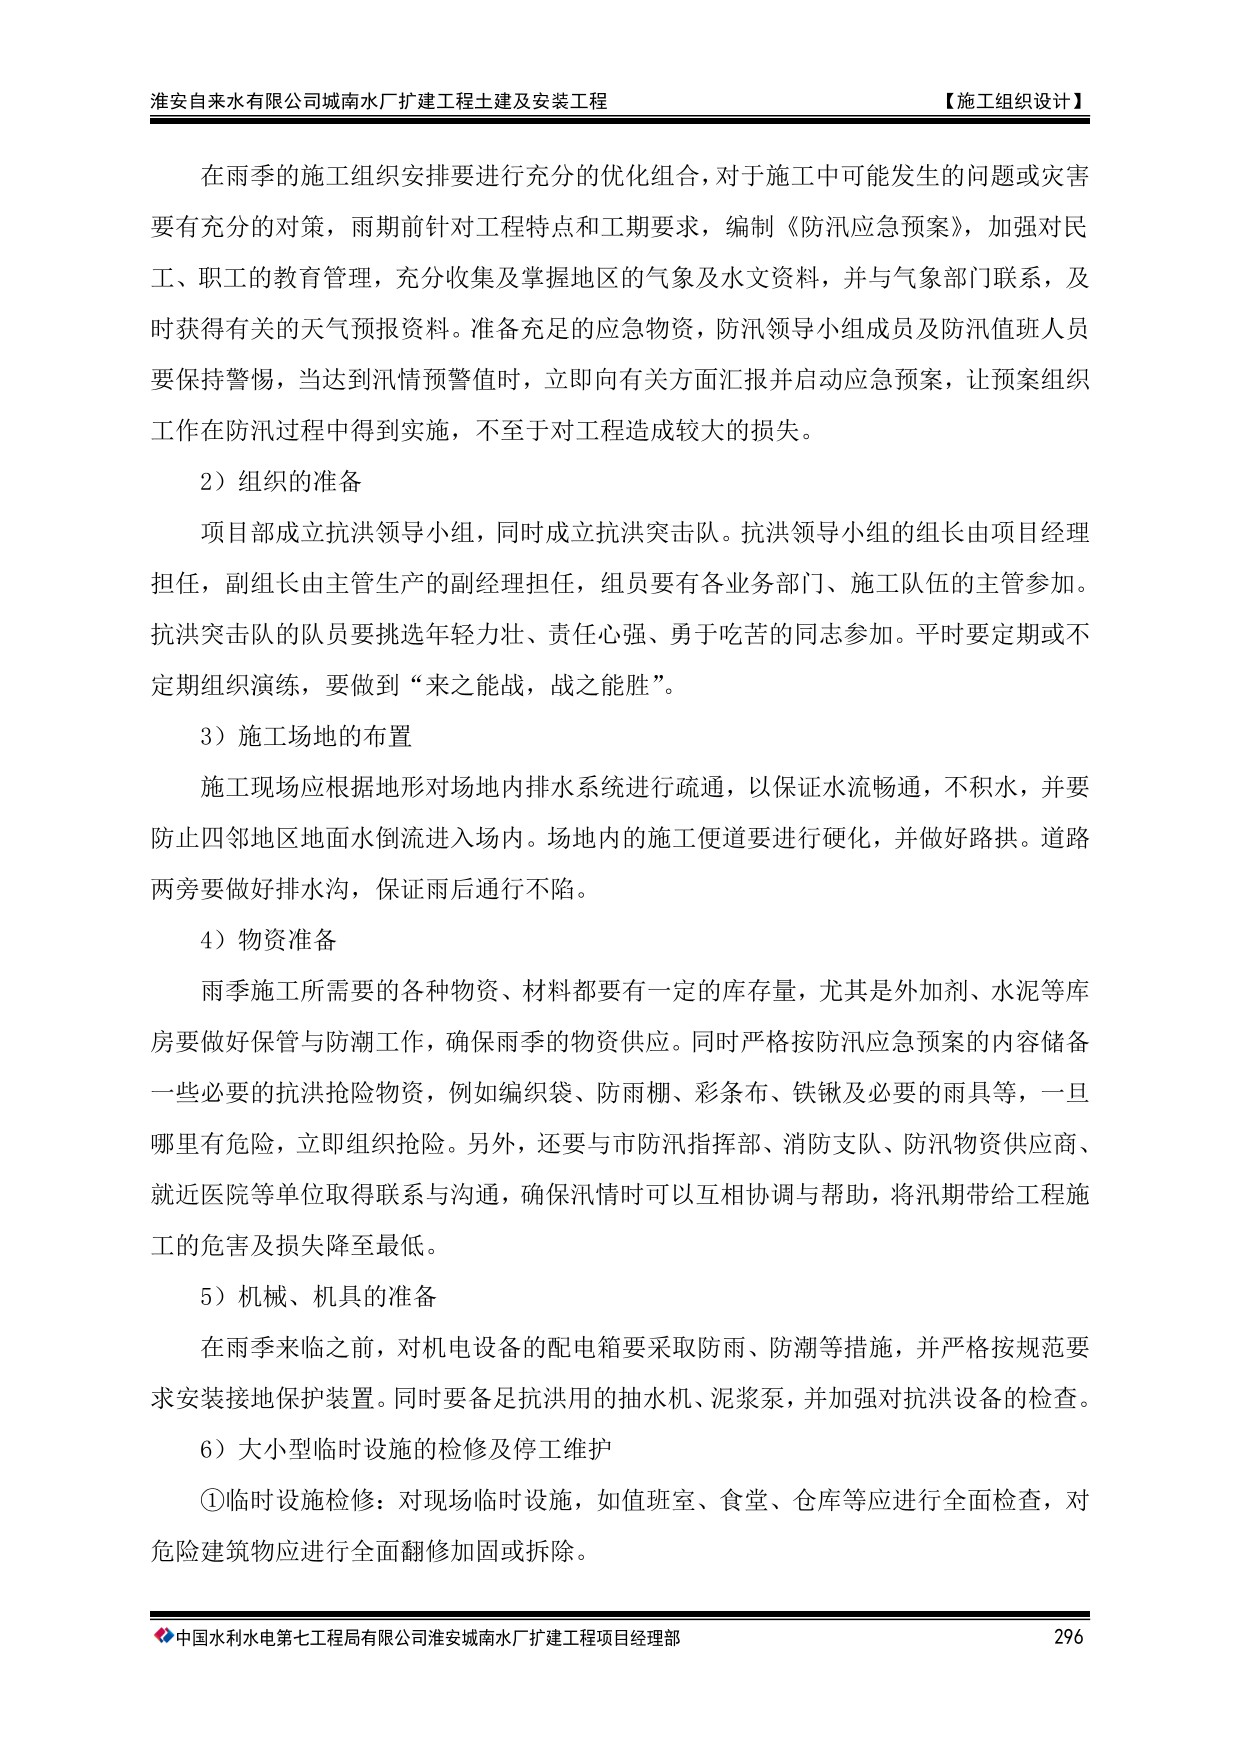 淮安自来水有限公司城南水厂扩建工程土建及安装工程 【施工组织设计】
在雨季的施工组织安排要进行充分的优化组合，对于施工中可能发生的问题或灾害
要有充分的对策，雨期前针对工程特点和工期要求，编制《防汛应急预案》，加强对民
工、职工的教育管理，充分收集及掌握地区的气象及水文资料，并与气象部门联系，及
时获得有关的天气预报资料。准备充足的应急物资，防汛领导小组成员及防汛值班人员
要保持警惕，当达到汛情预警值时，立即向有关方面汇报并启动应急预案，让预案组织
工作在防汛过程中得到实施，不至于对工程造成较大的损失。
2）组织的准备
项目部成立抗洪领导小组，同时成立抗洪突击队。抗洪领导小组的组长由项目经理
担任，副组长由主管生产的副经理担任，组员要有各业务部门、施工队伍的主管参加。
抗洪突击队的队员要挑选年轻力壮、责任心强、勇于吃苦的同志参加。平时要定期或不
定期组织演练，要做到“来之能战，战之能胜”。
3）施工场地的布置
施工现场应根据地形对场地内排水系统进行疏通，以保证水流畅通，不积水，并要
防止四邻地区地面水倒流进入场内。场地内的施工便道要进行硬化，并做好路拱。道路
两旁要做好排水沟，保证雨后通行不陷。
4）物资准备
雨季施工所需要的各种物资、材料都要有一定的库存量，尤其是外加剂、水泥等库
房要做好保管与防潮工作，确保雨季的物资供应。同时严格按防汛应急预案的内容储备
一些必要的抗洪抢险物资，例如编织袋、防雨棚、彩条布、铁锹及必要的雨具等，一旦
哪里有危险，立即组织抢险。另外，还要与市防汛指挥部、消防支队、防汛物资供应商、
就近医院等单位取得联系与沟通，确保汛情时可以互相协调与帮助，将汛期带给工程施
工的危害及损失降至最低。
5）机械、机具的准备
在雨季来临之前，对机电设备的配电箱要采取防雨、防潮等措施，并严格按规范要
求安装接地保护装置。同时要备足抗洪用的抽水机、泥浆泵，并加强对抗洪设备的检查。
6）大小型临时设施的检修及停工维护
①临时设施检修：对现场临时设施，如值班室、食堂、仓库等应进行全面检查，对
危险建筑物应进行全面翻修加固或拆除。
中国水利水电第七工程局有限公司淮安城南水厂扩建工程项目经理部 296